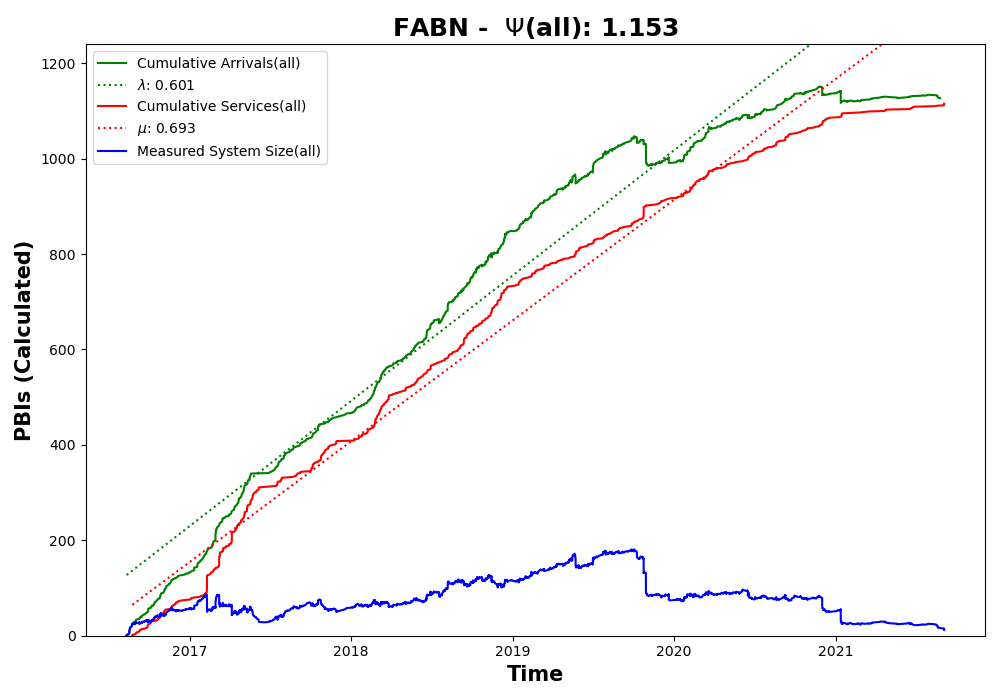 FABN - Ψ(all): 1.153
Cumulative Arrivals(all)
λ: 0.601
Cumulative Services(all)
μ: 0.693
Measured System Size(all)
1200
1000
800
600
400
200
0
PBIs (Calculated)
2017 2018 2019 2020 2021
Time